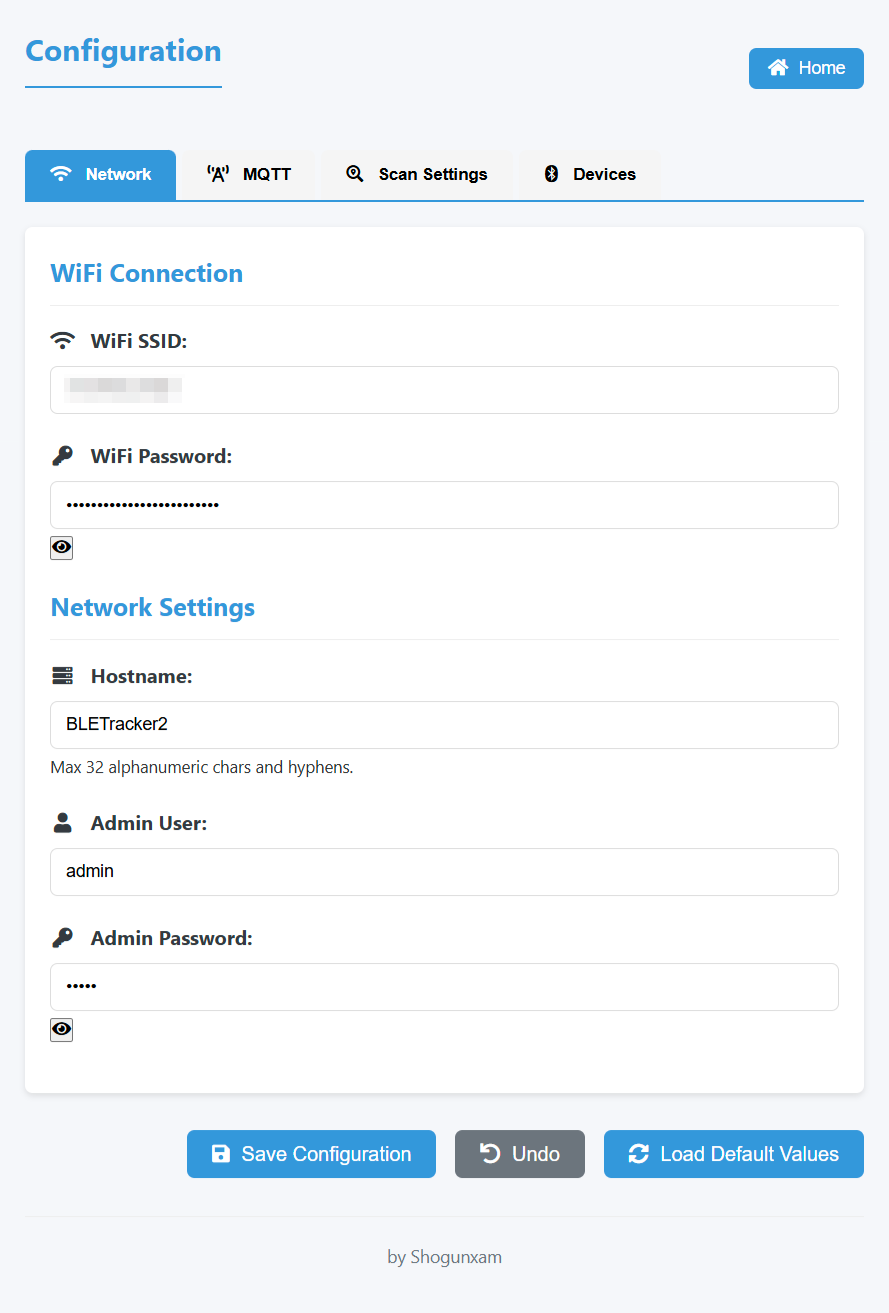 Configuration
Home
Network
MQTT
Scan Settings
Devices
WiFi Connection
WiFi SSID:
WiFi Password:
•••••••••••••••••••••••••
Network Settings
Hostname:
BLETracker2
Max 32 alphanumeric chars and hyphens.
Admin User:
admin
Admin Password:
•••••
Save Configuration
Undo
Load Default Values
by Shogunxam